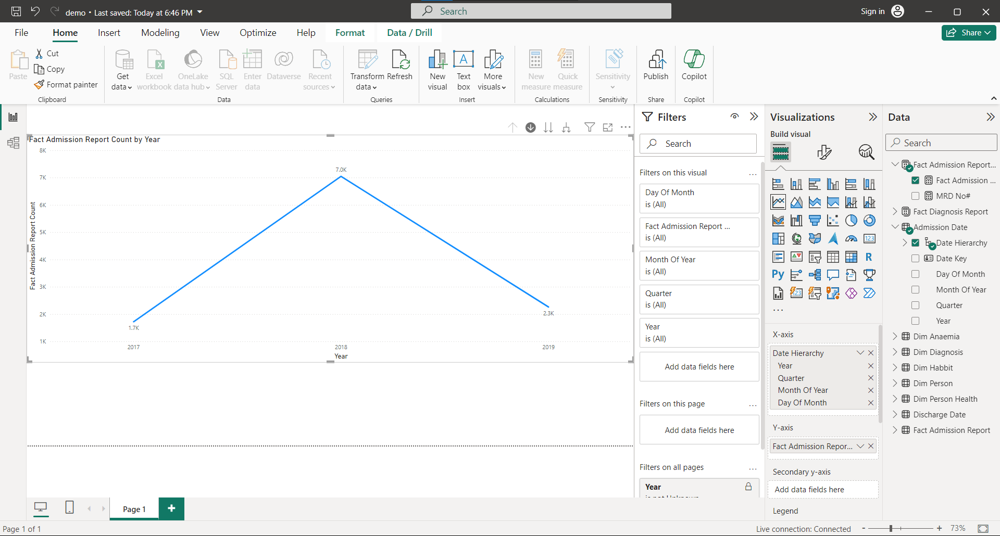 demo • Last saved: Today at 6:46 PM
Search
Sign in
File
Home
Insert
Modeling
View
Optimize
Help
Format
Data / Drill
Share
Paste
Cut
Copy
Format painter
Clipboard
Get data
Excel workbook
OneLake data hub
SQL Server
Enter data
Dataverse
Recent sources
Data
Transform data
Refresh
Queries
New visual
A
Text box
More visuals
Insert
New measure
Quick measure
Calculations
Sensitivity
Sensitivity
Publish
Share
Copilot
Copilot
Fact Admission Report Count by Year
8K
7K
6K
5K
4K
3K
2K
1K
Fact Admission Report Count
7.0K
1.7K
2.3K
2017
2018
2019
Year
Filters
Search
Filters on this visual
...
Day Of Month
is (All)
Fact Admission Report ...
is (All)
Month Of Year
is (All)
Quarter
is (All)
Year
is (All)
Add data fields here
Filters on this page
...
Add data fields here
Filters on all pages
...
Year
Visualizations
Build visual
123
R
Py
123
...
X-axis
Date Hierarchy
Year
Quarter
Month Of Year
Day Of Month
Y-axis
Fact Admission Repor...
Secondary y-axis
Add data fields here
Legend
Data
Search
Fact Admission Report...
Fact Admission ...
MRD No#
Fact Diagnosis Report
Admission Date
Date Hierarchy
Date Key
Day Of Month
Month Of Year
Quarter
Year
Dim Anaemia
Dim Diagnosis
Dim Habbit
Dim Person
Dim Person Health
Discharge Date
Fact Admission Report
Page 1
+
Page 1 of 1
Live connection: Connected
- + 73%